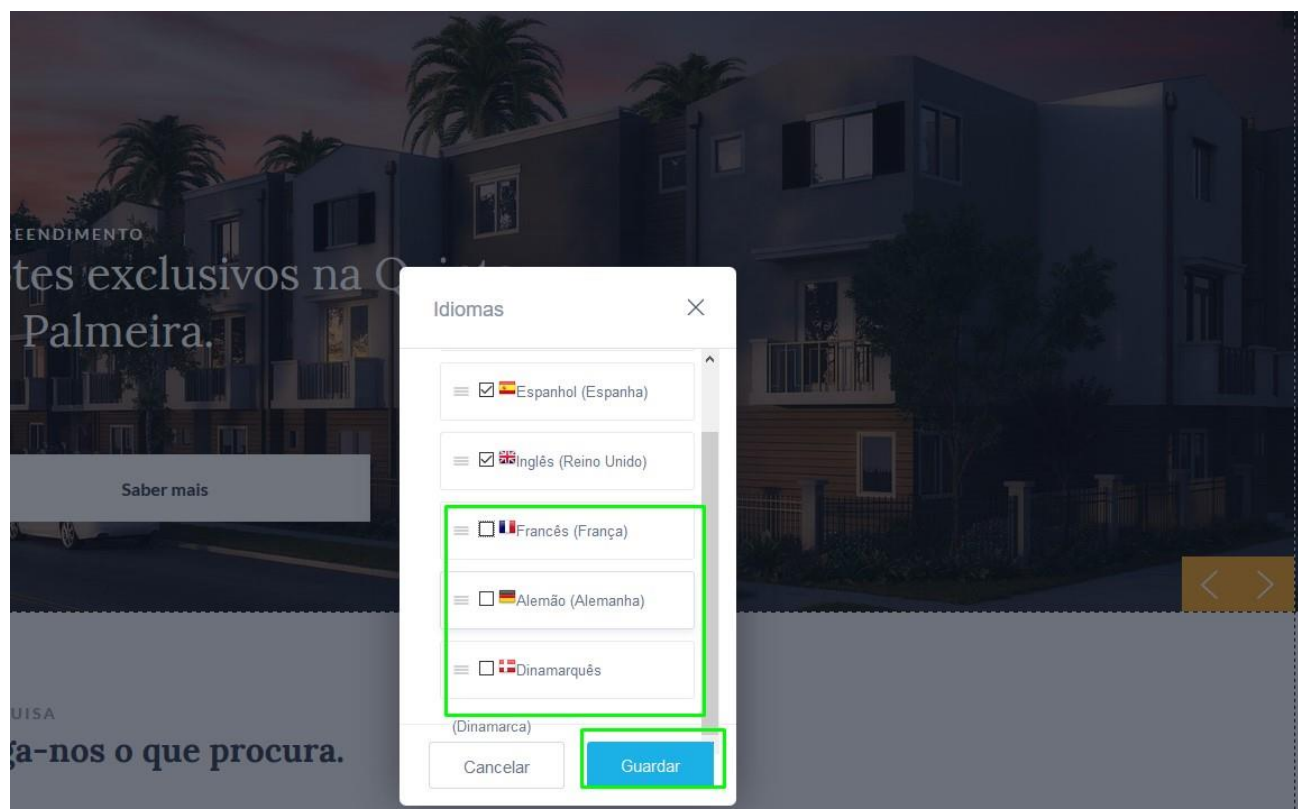 EENDIMENTO
tes exclusivos na Q
Palmeira.
Saber mais
Idiomas
Espanhol (Espanha)
Inglês (Reino Unido)
Francês (França)
Alemão (Alemanha)
Dinamarquês
(Dinamarca)
Cancelar
Guardar
UISA
ga-nos o que procura.